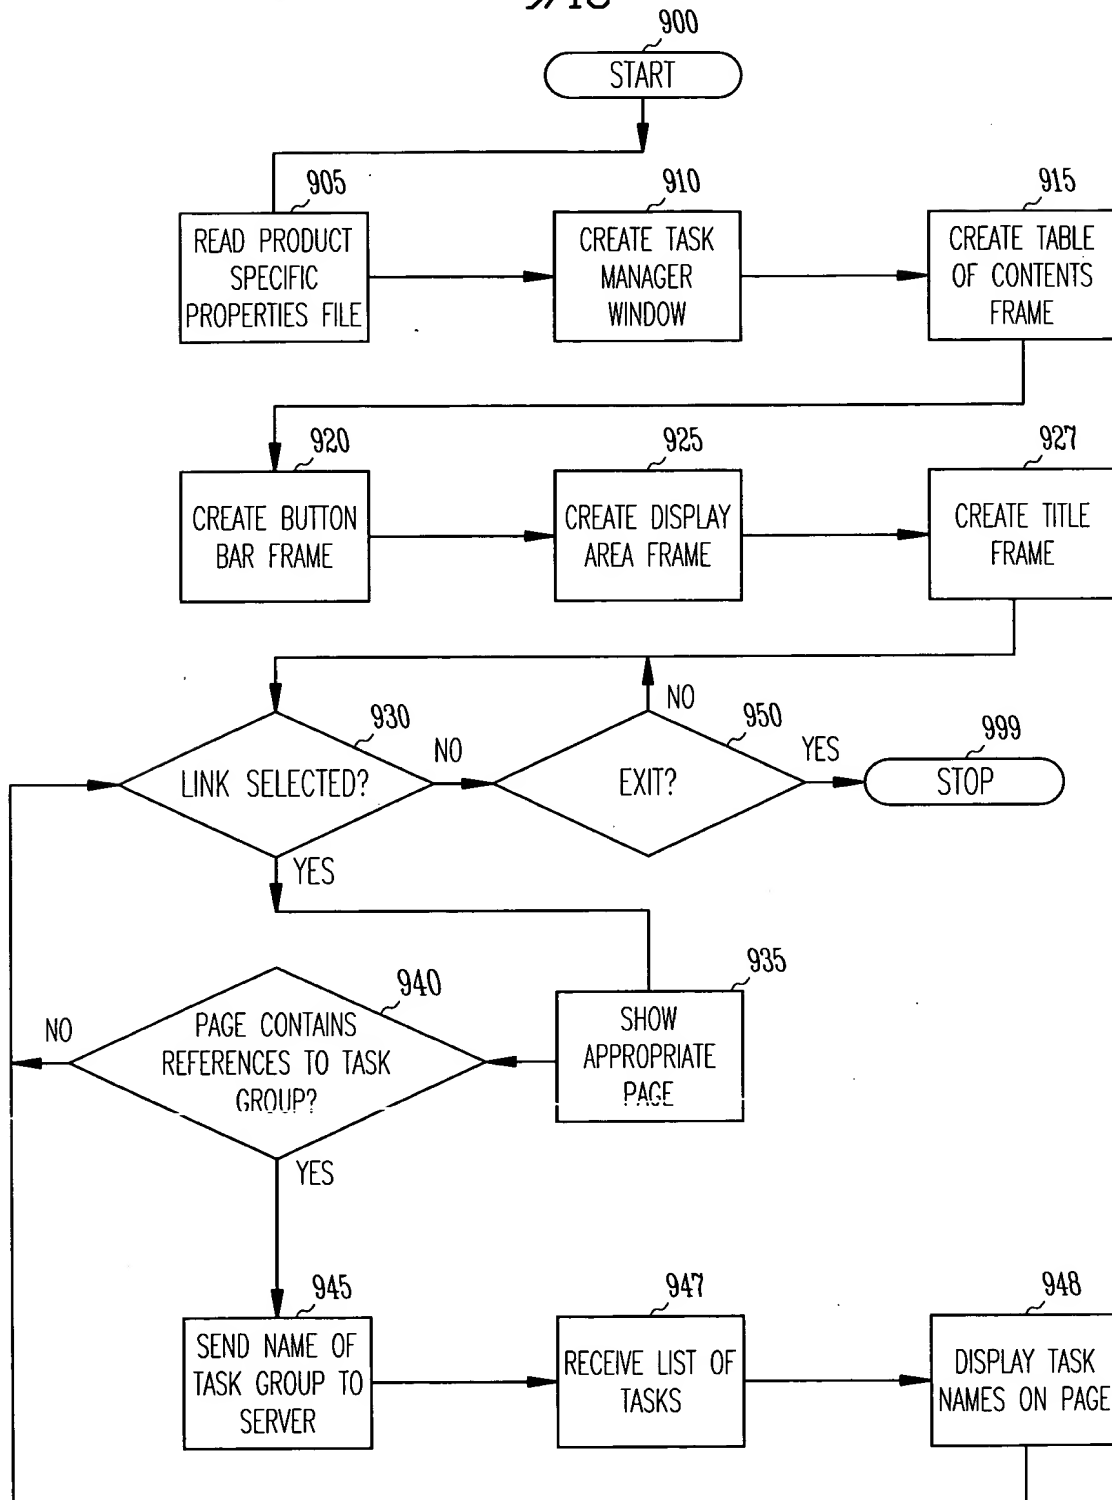 900
START
905
READ PRODUCT
SPECIFIC
PROPERTIES FILE
910
CREATE TASK
MANAGER
WINDOW
915
CREATE TABLE
OF CONTENTS
FRAME
920
CREATE BUTTON
BAR FRAME
925
CREATE DISPLAY
AREA FRAME
927
CREATE TITLE
FRAME
930
LINK SELECTED?
NO
NO
950
EXIT?
YES
999
STOP
YES
935
SHOW
APPROPRIATE
PAGE
940
PAGE CONTAINS
REFERENCES TO TASK
GROUP?
NO
YES
945
SEND NAME OF
TASK GROUP TO
SERVER
947
RECEIVE LIST OF
TASKS
948
DISPLAY TASK
NAMES ON PAGE